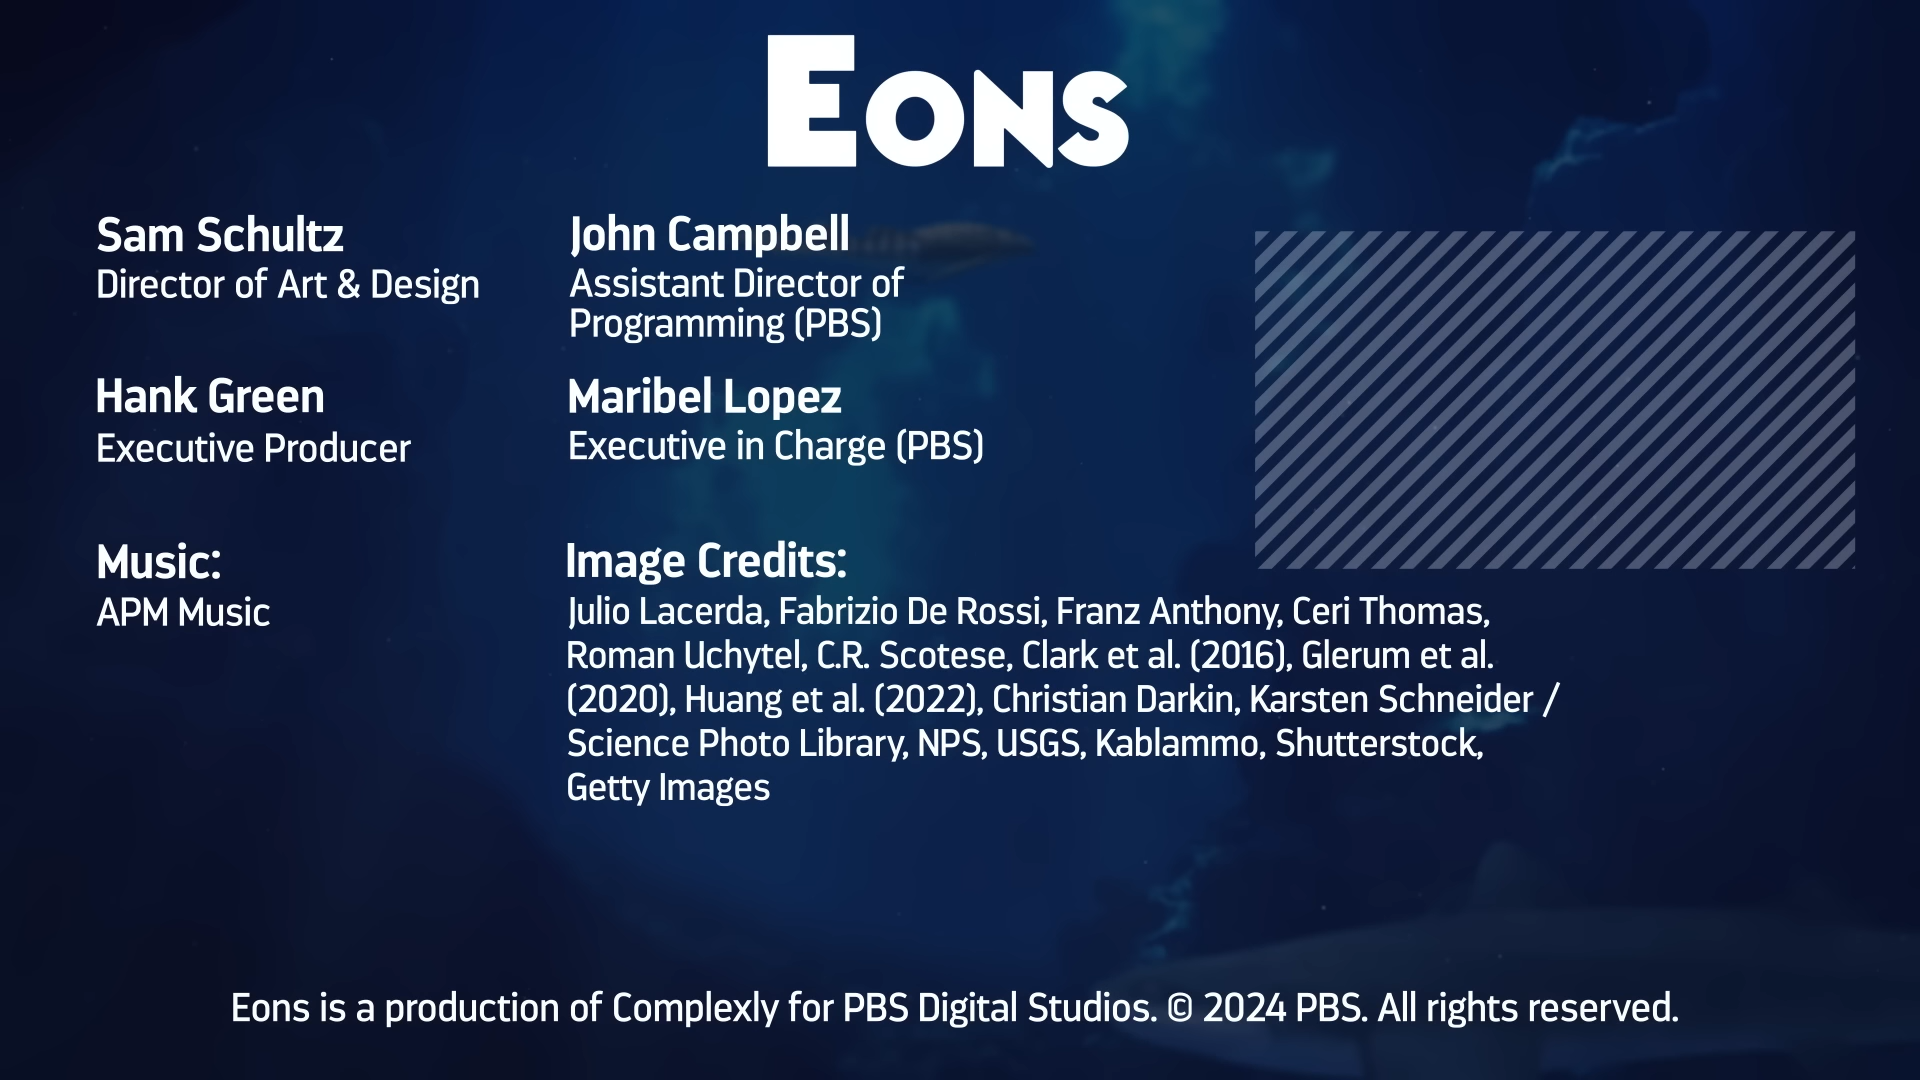 EONS
Sam Schultz
Director of Art & Design
John Campbell
Assistant Director of
Programming (PBS)
Hank Green
Executive Producer
Maribel Lopez
Executive in Charge (PBS)
Music:
APM Music
Image Credits:
Julio Lacerda, Fabrizio De Rossi, Franz Anthony, Ceri Thomas,
Roman Uchytel, C.R. Scotese, Clark et al. (2016), Glerum et al.
(2020), Huang et al. (2022), Christian Darkin, Karsten Schneider /
Science Photo Library, NPS, USGS, Kablammo, Shutterstock,
Getty Images
Eons is a production of Complexly for PBS Digital Studios. © 2024 PBS. All rights reserved.